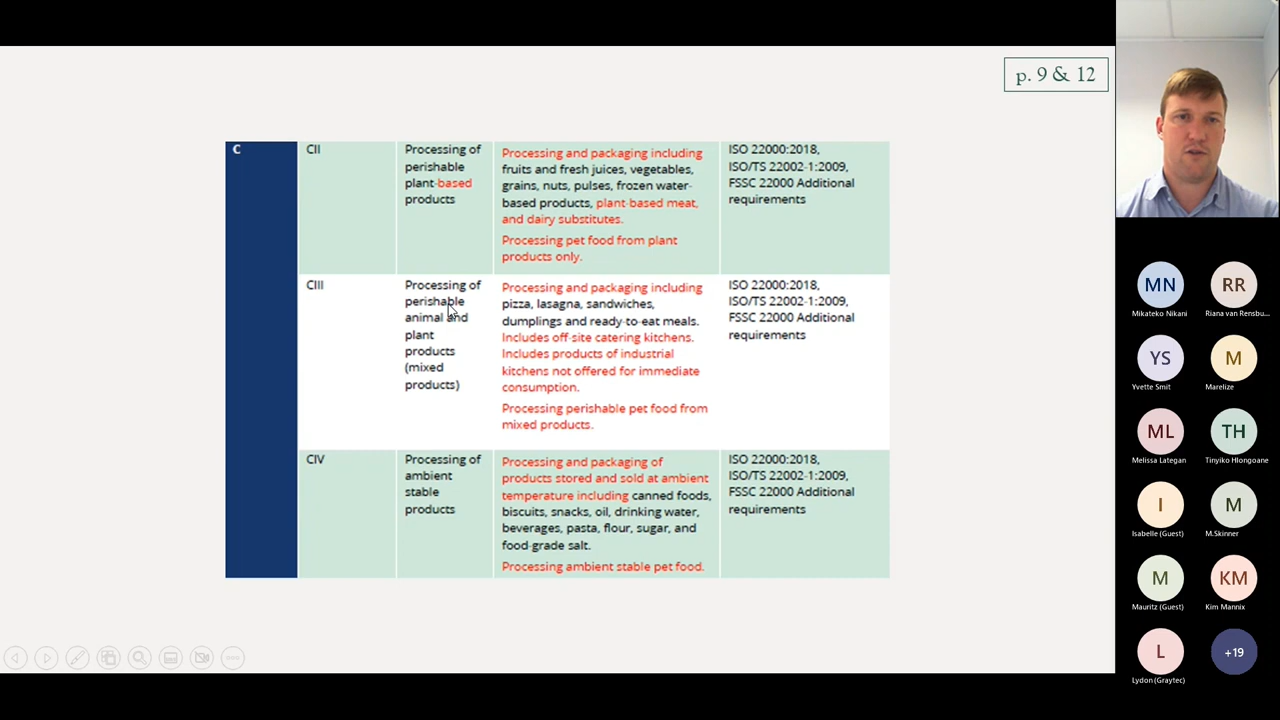 p. 9 & 12
C
CII
Processing of
perishable
plant-based
products
Processing and packaging including
fruits and fresh juices, vegetables,
grains, nuts, pulses, frozen water-
based products, plant-based meat,
and dairy substitutes.
Processing pet food from plant
products only.
ISO 22000:2018,
ISO/TS 22002-1:2009,
FSSC 22000 Additional
requirements
CIII
Processing of
perishable
animal and
plant
products
(mixed
products)
Processing and packaging including
pizza, lasagna, sandwiches,
dumplings and ready-to-eat meals.
Includes off-site catering kitchens.
Includes products of industrial
kitchens not offered for immediate
consumption.
Processing perishable pet food from
mixed products.
ISO 22000:2018,
ISO/TS 22002-1:2009,
FSSC 22000 Additional
requirements
CIV
Processing of
ambient
stable
products
Processing and packaging of
products stored and sold at ambient
temperature including canned foods,
biscuits, snacks, oil, drinking water,
beverages, pasta, flour, sugar, and
food-grade salt.
Processing ambient stable pet food.
ISO 22000:2018,
ISO/TS 22002-1:2009,
FSSC 22000 Additional
requirements
MN
Mikateko Nikani
RR
Riana van Rensbu...
YS
Yvette Smit
M
Marelize
ML
Melissa Lategan
TH
Tinyiko Hlongoane
I
Isabelle (Guest)
M
M.Skinner
M
Mauritz (Guest)
KM
Kim Mannix
L
Lydon (Graytec)
+19